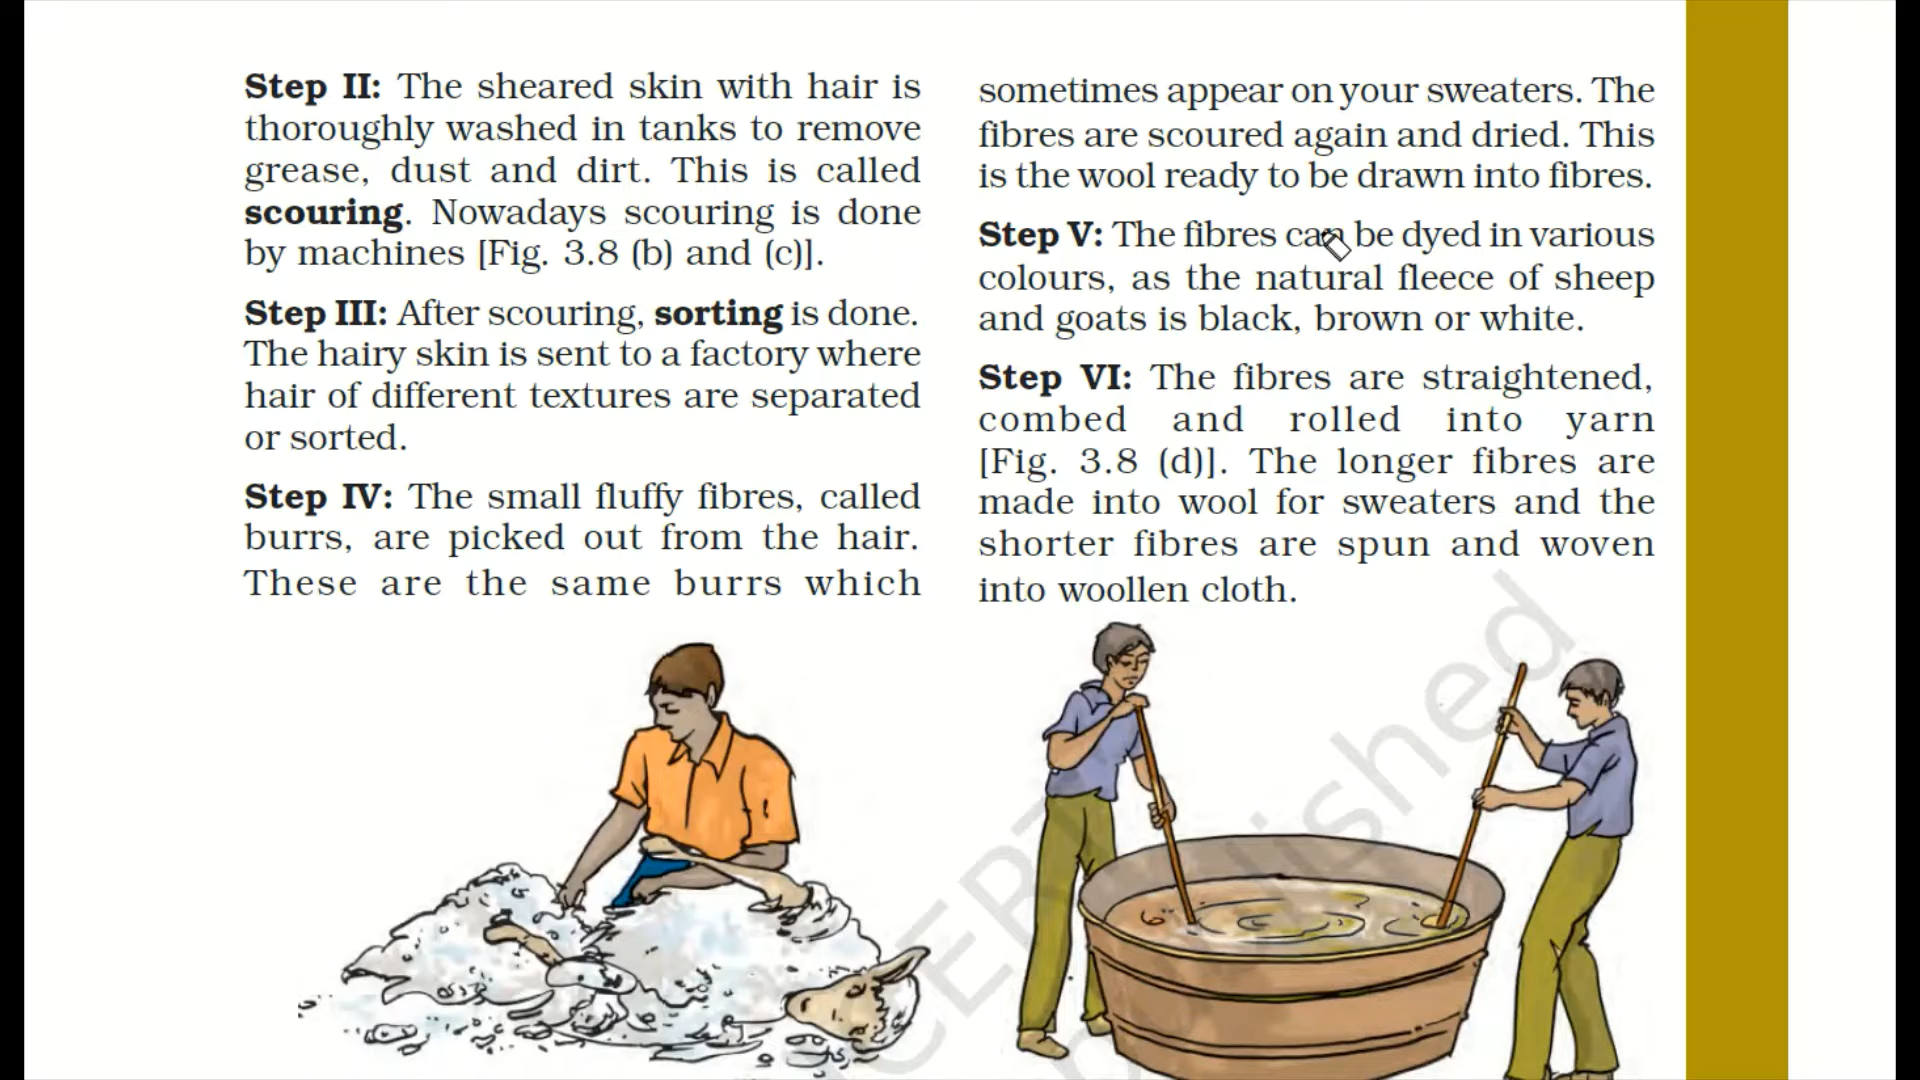 Step II: The sheared skin with hair is
thoroughly washed in tanks to remove
grease, dust and dirt. This is called
scouring. Nowadays scouring is done
by machines [Fig. 3.8 (b) and (c)].
Step III: After scouring, sorting is done.
The hairy skin is sent to a factory where
hair of different textures are separated
or sorted.
Step IV: The small fluffy fibres, called
burrs, are picked out from the hair.
These are the same burrs which
sometimes appear on your sweaters. The
fibres are scoured again and dried. This
is the wool ready to be drawn into fibres.
Step V: The fibres can be dyed in various
colours, as the natural fleece of sheep
and goats is black, brown or white.
Step VI: The fibres are straightened,
combed and rolled into yarn
[Fig. 3.8 (d)]. The longer fibres are
made into wool for sweaters and the
shorter fibres are spun and woven
into woollen cloth.